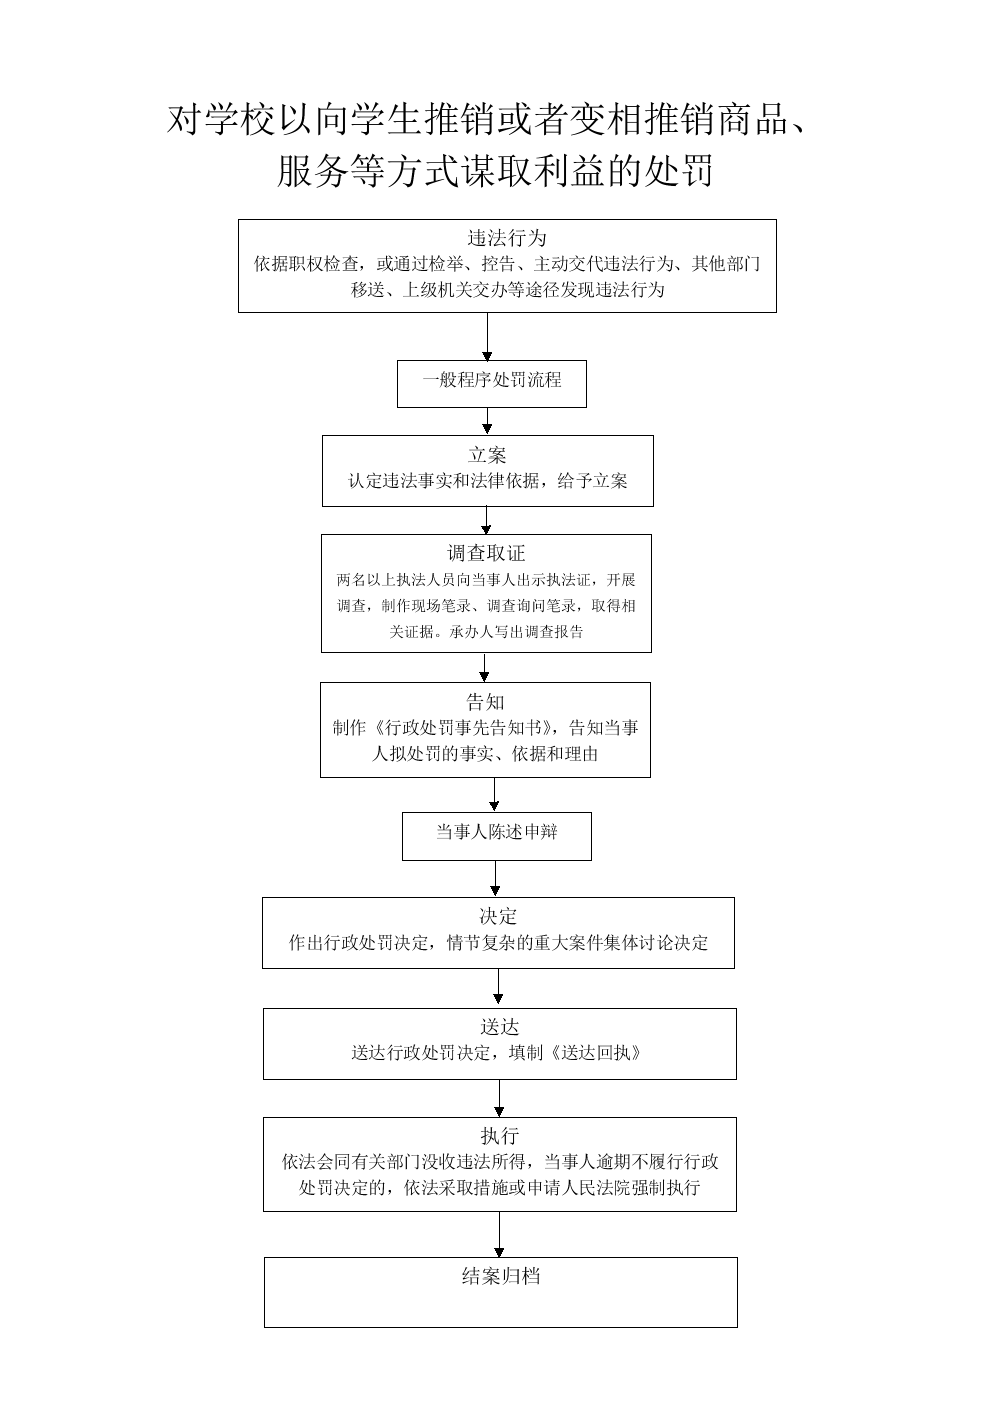 对学校以向学生推销或者变相推销商品、
服务等方式谋取利益的处罚
违法行为
依据职权检查，或通过检举、控告、主动交代违法行为、其他部门
移送、上级机关交办等途径发现违法行为
一般程序处罚流程
立案
认定违法事实和法律依据，给予立案
调查取证
两名以上执法人员向当事人出示执法证，开展
调查，制作现场笔录、调查询问笔录，取得相
关证据。承办人写出调查报告
告知
制作《行政处罚事先告知书》，告知当事
人拟处罚的事实、依据和理由
当事人陈述申辩
决定
作出行政处罚决定，情节复杂的重大案件集体讨论决定
送达
送达行政处罚决定，填制《送达回执》
执行
依法会同有关部门没收违法所得，当事人逾期不履行行政
处罚决定的，依法采取措施或申请人民法院强制执行
结案归档